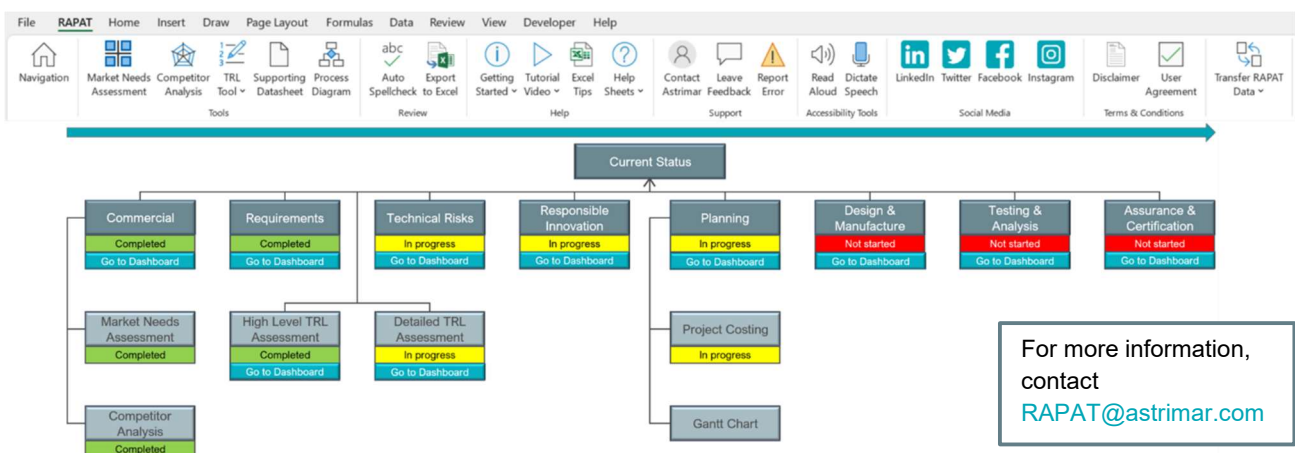 File RAPAT Home Insert Draw Page Layout Formulas Data Review View Developer Help
Navigation
Market Needs
Assessment
Competitor
Analysis
TRL
Tool
Supporting
Datasheet
Process
Diagram
Tools
abc
Auto
Spellcheck
Export
to Excel
Review
Getting
Started
Tutorial
Video
Excel
Tips
Help
Sheets
Help
Contact
Astrimar
Leave
Feedback
Report
Error
Support
Read
Aloud
Dictate
Speech
Accessibility Tools
LinkedIn Twitter Facebook Instagram
Social Media
Disclaimer
User
Agreement
Terms & Conditions
Transfer RAPAT
Data
Current Status
Commercial
Completed
Go to Dashboard
Requirements
Completed
Go to Dashboard
Technical Risks
In progress
Go to Dashboard
Responsible
Innovation
In progress
Go to Dashboard
Planning
In progress
Go to Dashboard
Design &
Manufacture
Not started
Go to Dashboard
Testing &
Analysis
Not started
Go to Dashboard
Assurance &
Certification
Not started
Go to Dashboard
Market Needs
Assessment
Completed
High Level TRL
Assessment
Completed
Go to Dashboard
Detailed TRL
Assessment
In progress
Go to Dashboard
Project Costing
In progress
Competitor
Analysis
Completed
Gantt Chart
For more information,
contact
RAPAT@astrimar.com